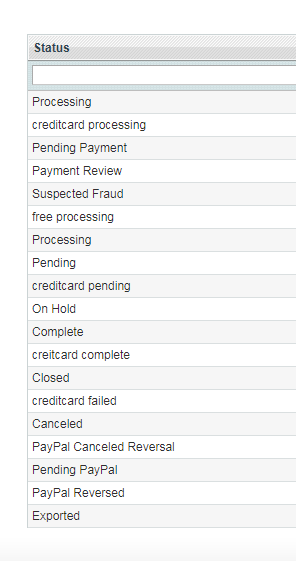 Status
Processing
creditcard processing
Pending Payment
Payment Review
Suspected Fraud
free processing
Processing
Pending
creditcard pending
On Hold
Complete
creitcard complete
Closed
creditcard failed
Canceled
PayPal Canceled Reversal
Pending PayPal
PayPal Reversed
Exported